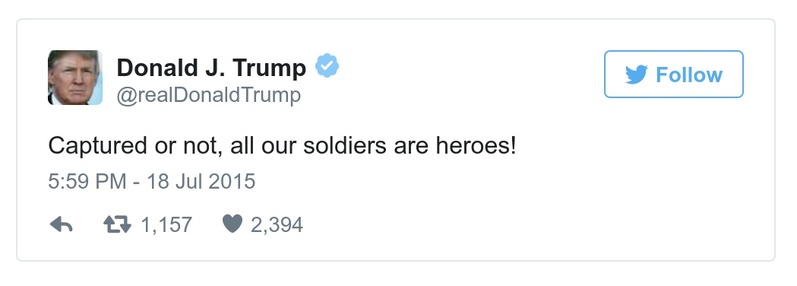 Donald J. Trump
@realDonaldTrump
Follow
Captured or not, all our soldiers are heroes!
5:59 PM - 18 Jul 2015
1,157 2,394